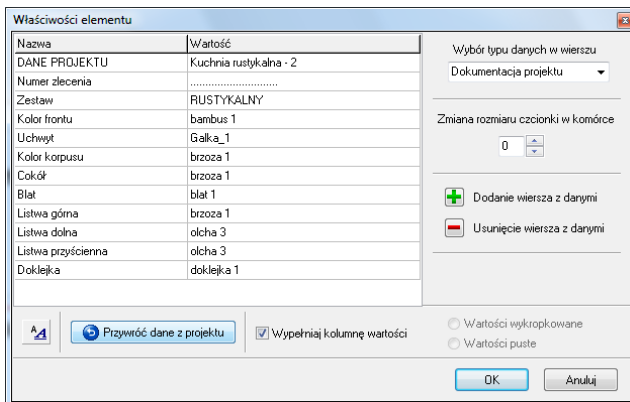 Właściwości elementu
Nazwa Wartość
DANE PROJEKTU Kuchnia rustykalna - 2
Numer zlecenia ..............................
Zestaw RUSTYKALNY
Kolor frontu bambus 1
Uchwyt Galka_1
Kolor korpusu brzoza 1
Cokół brzoza 1
Blat blat 1
Listwa górna brzoza 1
Listwa dolna olcha 3
Listwa przyścienna olcha 3
Doklejka doklejka 1
Wybór typu danych w wierszu
Dokumentacja projektu
Zmiana rozmiaru czcionki w komórce
0
Dodanie wiersza z danymi
Usunięcie wiersza z danymi
AA Przywróć dane z projektu Wypełniaj kolumnę wartości
Wartości wykropkowane
Wartości puste
OK Anuluj